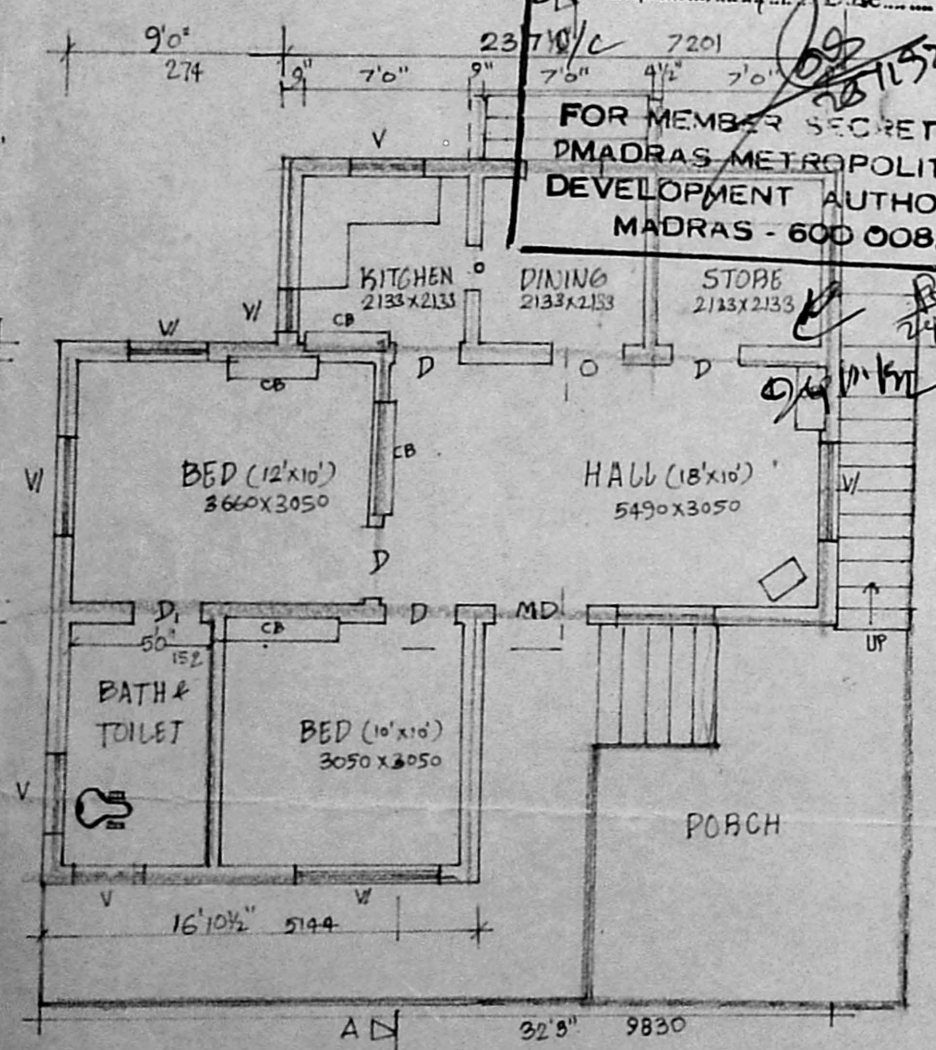 9'0" 23'7½" 7201
274 9" 7'0" 9" 7'0" 4½" 7'0"
FOR MEMBER SECRET
MADRAS METROPOLIT
DEVELOPMENT AUTHO
MADRAS - 600 008.
V
KITCHEN
2133X2133
DINING
2133X2133
STORE
2133X2133
O
W
W
CB
CB
D
O
D
W
BED (12'X10')
3660X3050
CB
HALL (18'X10')
5490X3050
W
D
D1
CB
D
MD
UP
50"
152
BATH &
TOILET
BED (10'X10')
3050X3050
V
PORCH
V
W
16'10½" 5144
A 32'3" 9830